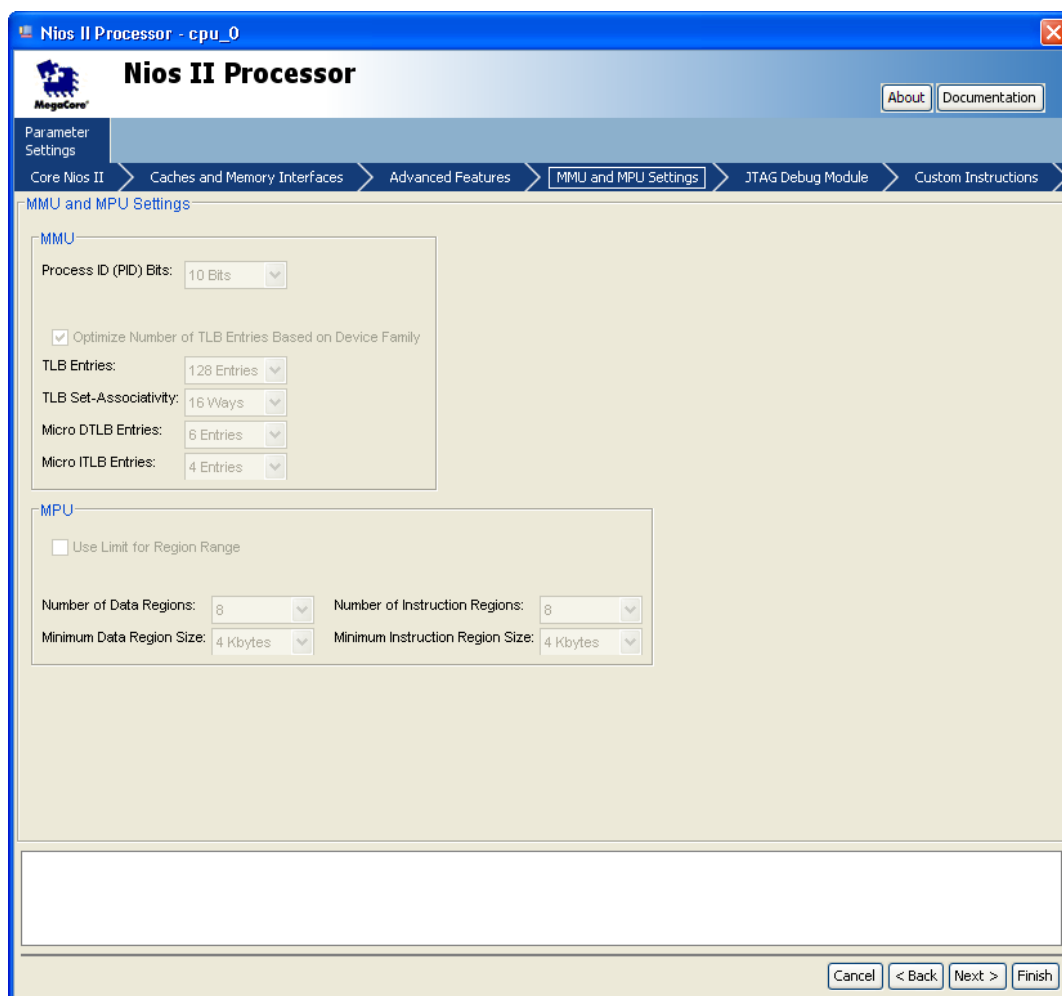 Nios II Processor - cpu_0
Nios II Processor
MegaCore®
About Documentation
Parameter
Settings
Core Nios II Caches and Memory Interfaces Advanced Features MMU and MPU Settings JTAG Debug Module Custom Instructions
MMU and MPU Settings
MMU
Process ID (PID) Bits: 10 Bits
Optimize Number of TLB Entries Based on Device Family
TLB Entries: 128 Entries
TLB Set-Associativity: 16 Ways
Micro DTLB Entries: 6 Entries
Micro ITLB Entries: 4 Entries
MPU
Use Limit for Region Range
Number of Data Regions: 8 Number of Instruction Regions: 8
Minimum Data Region Size: 4 Kbytes Minimum Instruction Region Size: 4 Kbytes
Cancel < Back Next > Finish